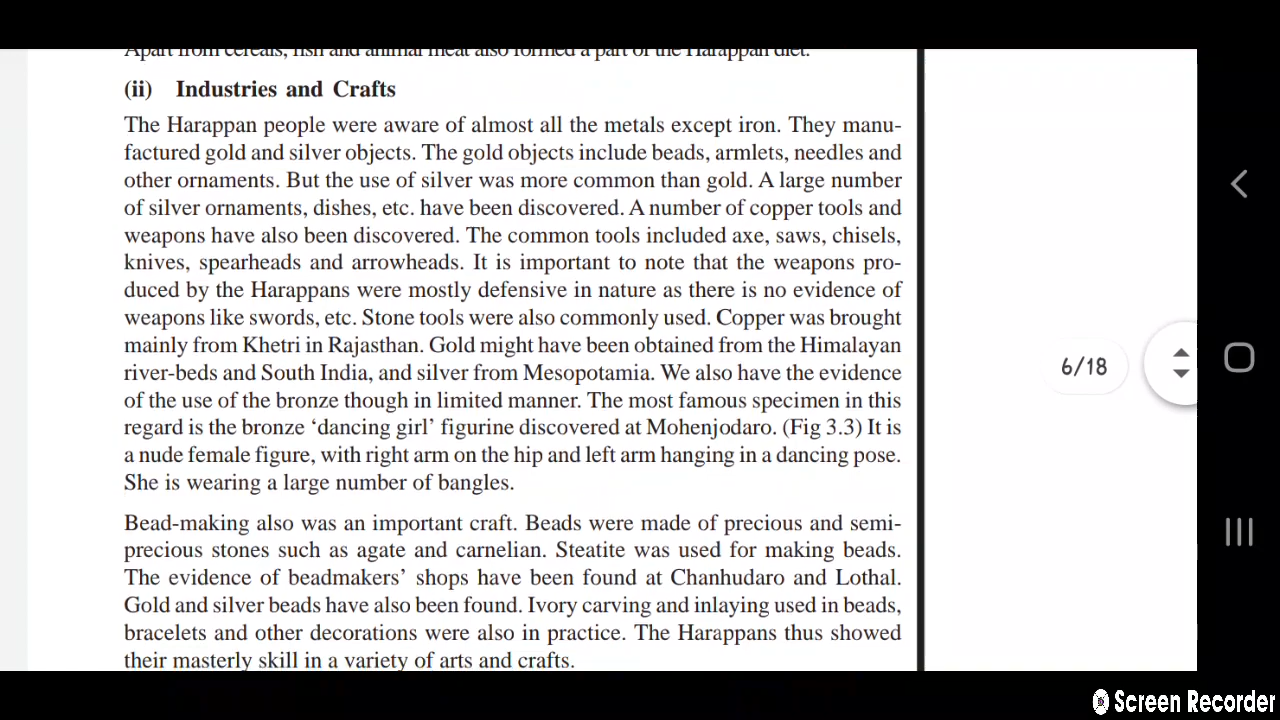 Apart from cereals, fish and animal meat also formed a part of the Harappan diet.
(ii) Industries and Crafts
The Harappan people were aware of almost all the metals except iron. They manu-
factured gold and silver objects. The gold objects include beads, armlets, needles and
other ornaments. But the use of silver was more common than gold. A large number
of silver ornaments, dishes, etc. have been discovered. A number of copper tools and
weapons have also been discovered. The common tools included axe, saws, chisels,
knives, spearheads and arrowheads. It is important to note that the weapons pro-
duced by the Harappans were mostly defensive in nature as there is no evidence of
weapons like swords, etc. Stone tools were also commonly used. Copper was brought
mainly from Khetri in Rajasthan. Gold might have been obtained from the Himalayan
river-beds and South India, and silver from Mesopotamia. We also have the evidence
of the use of the bronze though in limited manner. The most famous specimen in this
regard is the bronze ‘dancing girl’ figurine discovered at Mohenjodaro. (Fig 3.3) It is
a nude female figure, with right arm on the hip and left arm hanging in a dancing pose.
She is wearing a large number of bangles.
Bead-making also was an important craft. Beads were made of precious and semi-
precious stones such as agate and carnelian. Steatite was used for making beads.
The evidence of beadmakers’ shops have been found at Chanhudaro and Lothal.
Gold and silver beads have also been found. Ivory carving and inlaying used in beads,
bracelets and other decorations were also in practice. The Harappans thus showed
their masterly skill in a variety of arts and crafts.
6/18
Screen Recorder